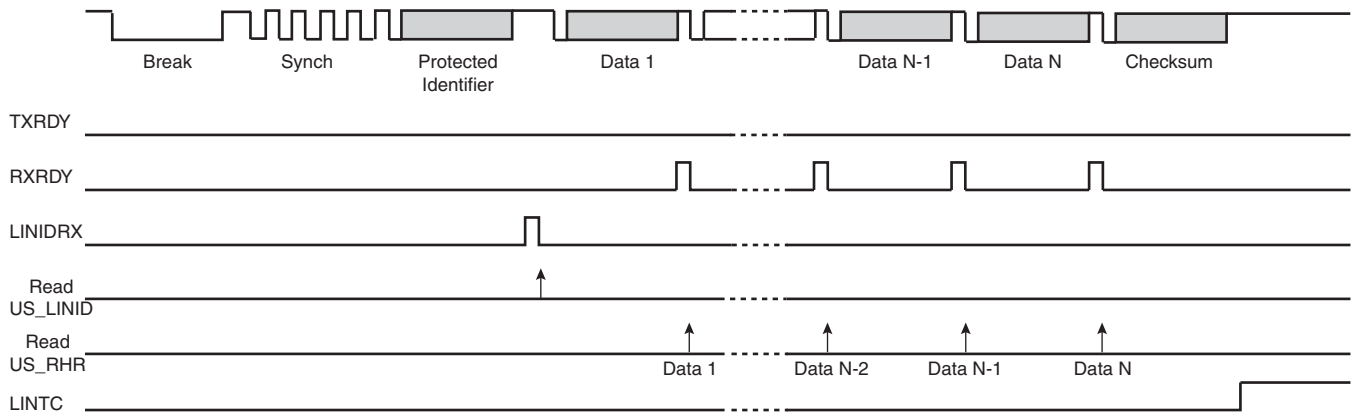 Break
Synch
Protected
Identifier
Data 1
Data N-1
Data N
Checksum
TXRDY
RXRDY
LINIDRX
Read
US_LINID
Read
US_RHR
Data 1
Data N-2
Data N-1
Data N
LINTC